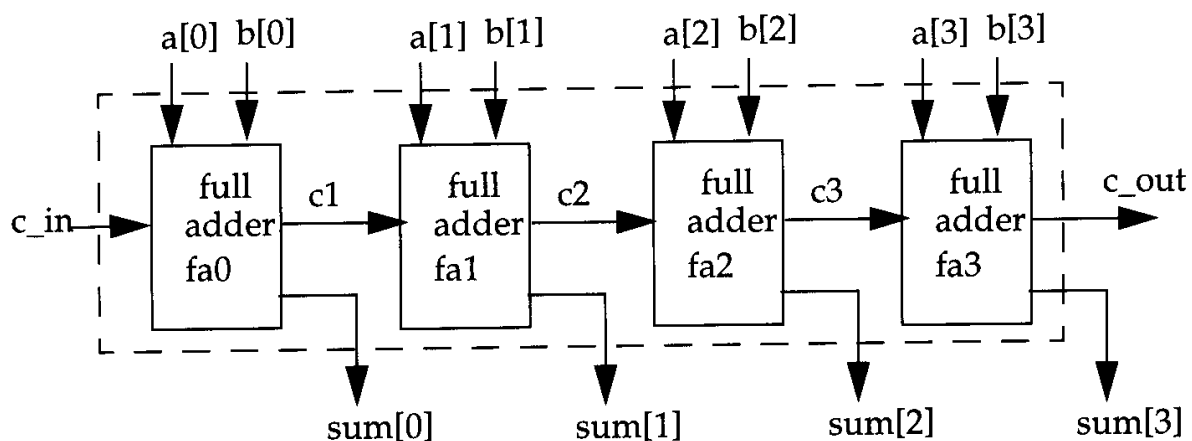 a[0] b[0] a[1] b[1] a[2] b[2] a[3] b[3]
full adder fa0
full adder fa1
full adder fa2
full adder fa3
c_in c1 c2 c3 c_out
sum[0] sum[1] sum[2] sum[3]